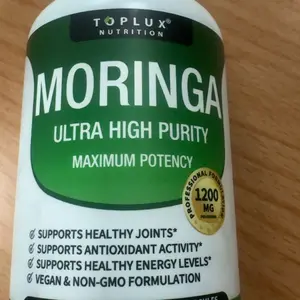 TOPLUX®
NUTRITION
MORINGA
ULTRA HIGH PURITY
MAXIMUM POTENCY
PROFESSIONAL
1200
MG
SUPPORTS HEALTHY JOINTS*
SUPPORTS ANTIOXIDANT ACTIVITY*
SUPPORTS HEALTHY ENERGY LEVELS*
VEGAN & NON-GMO FORMULATION